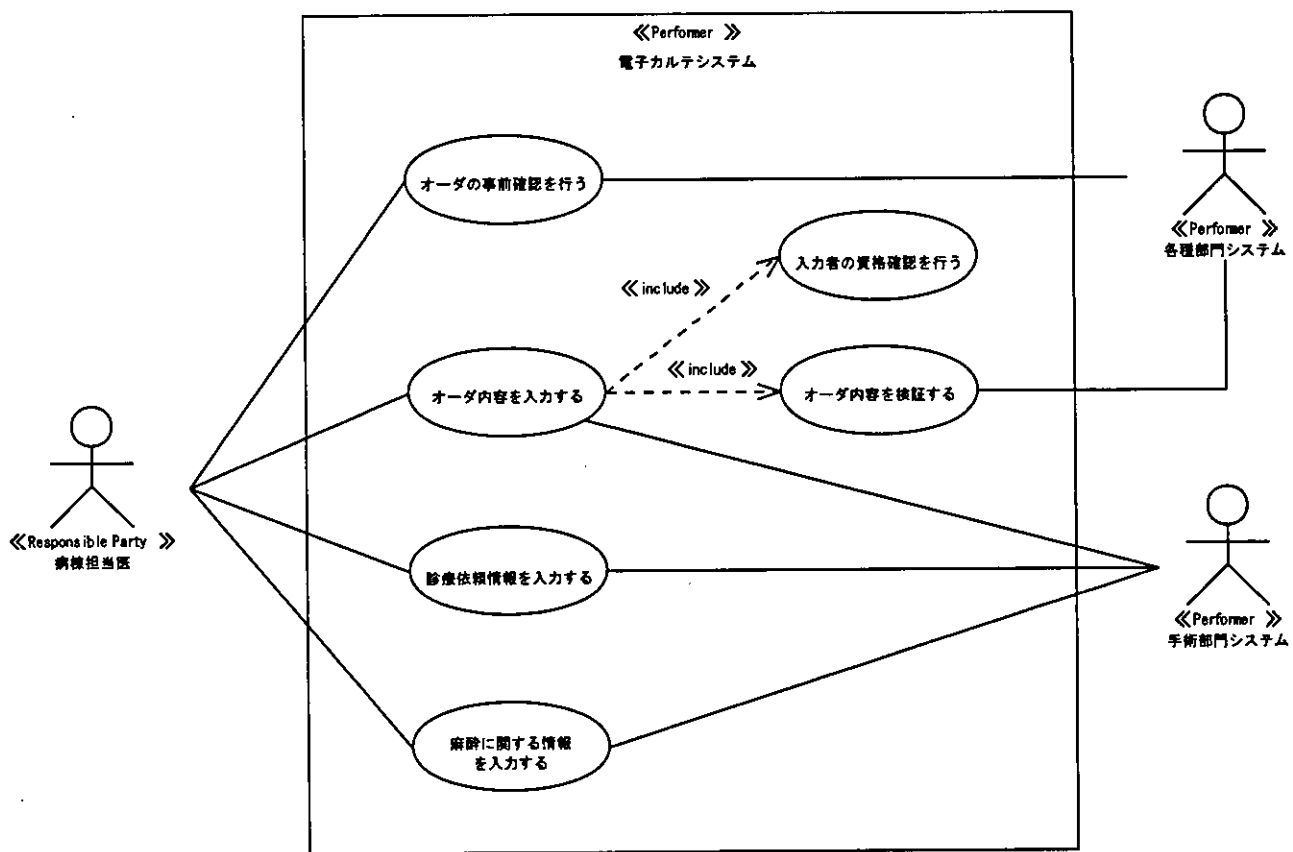 ≪Performer ≫
電子カルテシステム
オーダの事前確認を行う
≪Performer ≫
各種部門システム
入力者の資格確認を行う
≪include≫
オーダ内容を入力する
≪include≫
オーダ内容を検証する
≪Responsible Party ≫
病棟担当医
診療依頼情報を入力する
≪Performer ≫
手術部門システム
麻酔に関する情報
を入力する